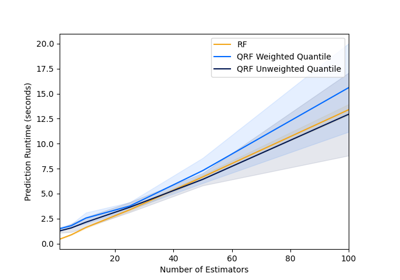 RF
QRF Weighted Quantile
QRF Unweighted Quantile
Prediction Runtime (seconds)
20.0
17.5
15.0
12.5
10.0
7.5
5.0
2.5
0.0
20 40 60 80 100
Number of Estimators